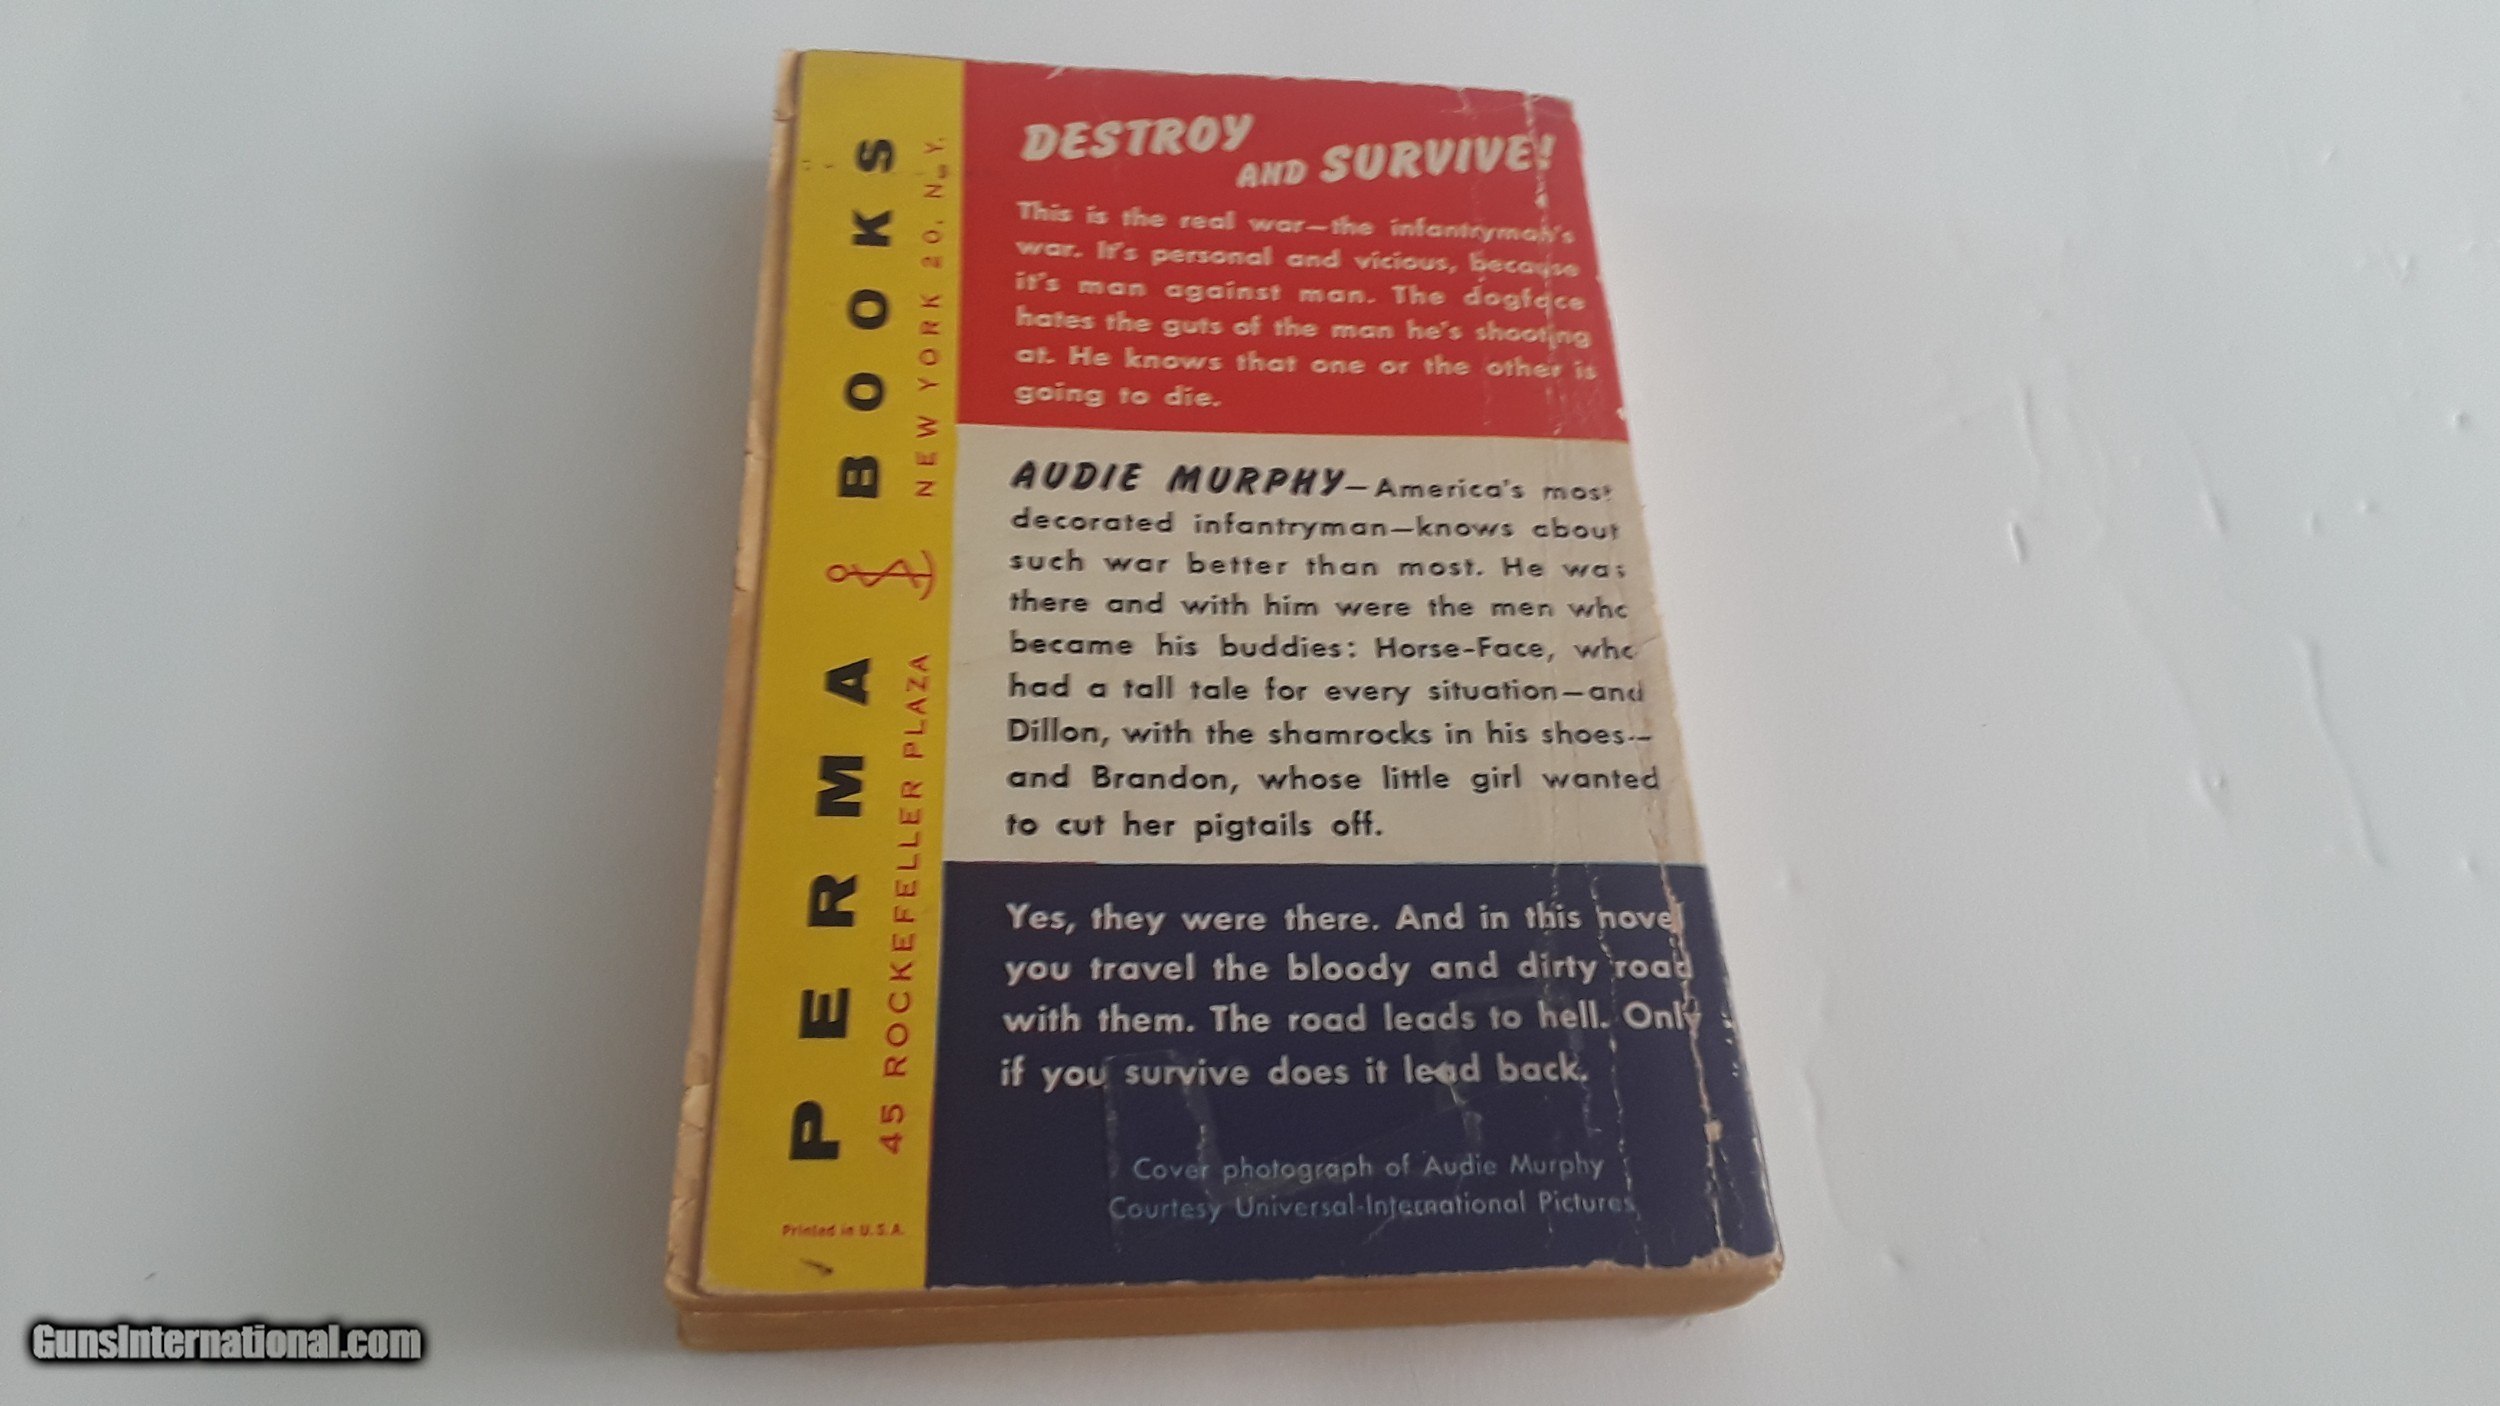 PERMA BOOKS
45 ROCKEFELLER PLAZA NEW YORK 20, N.Y.
Printed in U.S.A.
DESTROY
AND SURVIVE!
This is the real war—the infantryman's
war. It's personal and vicious, because
it's man against man. The dogface
hates the guts of the man he's shooting
at. He knows that one or the other is
going to die.
AUDIE MURPHY—America's most
decorated infantryman—knows about
such war better than most. He was
there and with him were the men who
became his buddies: Horse-Face, who
had a tall tale for every situation—and
Dillon, with the shamrocks in his shoes—
and Brandon, whose little girl wanted
to cut her pigtails off.
Yes, they were there. And in this novel
you travel the bloody and dirty road
with them. The road leads to hell. Only
if you survive does it lead back.
Cover photograph of Audie Murphy
Courtesy Universal-International Pictures
GunsInternational.com